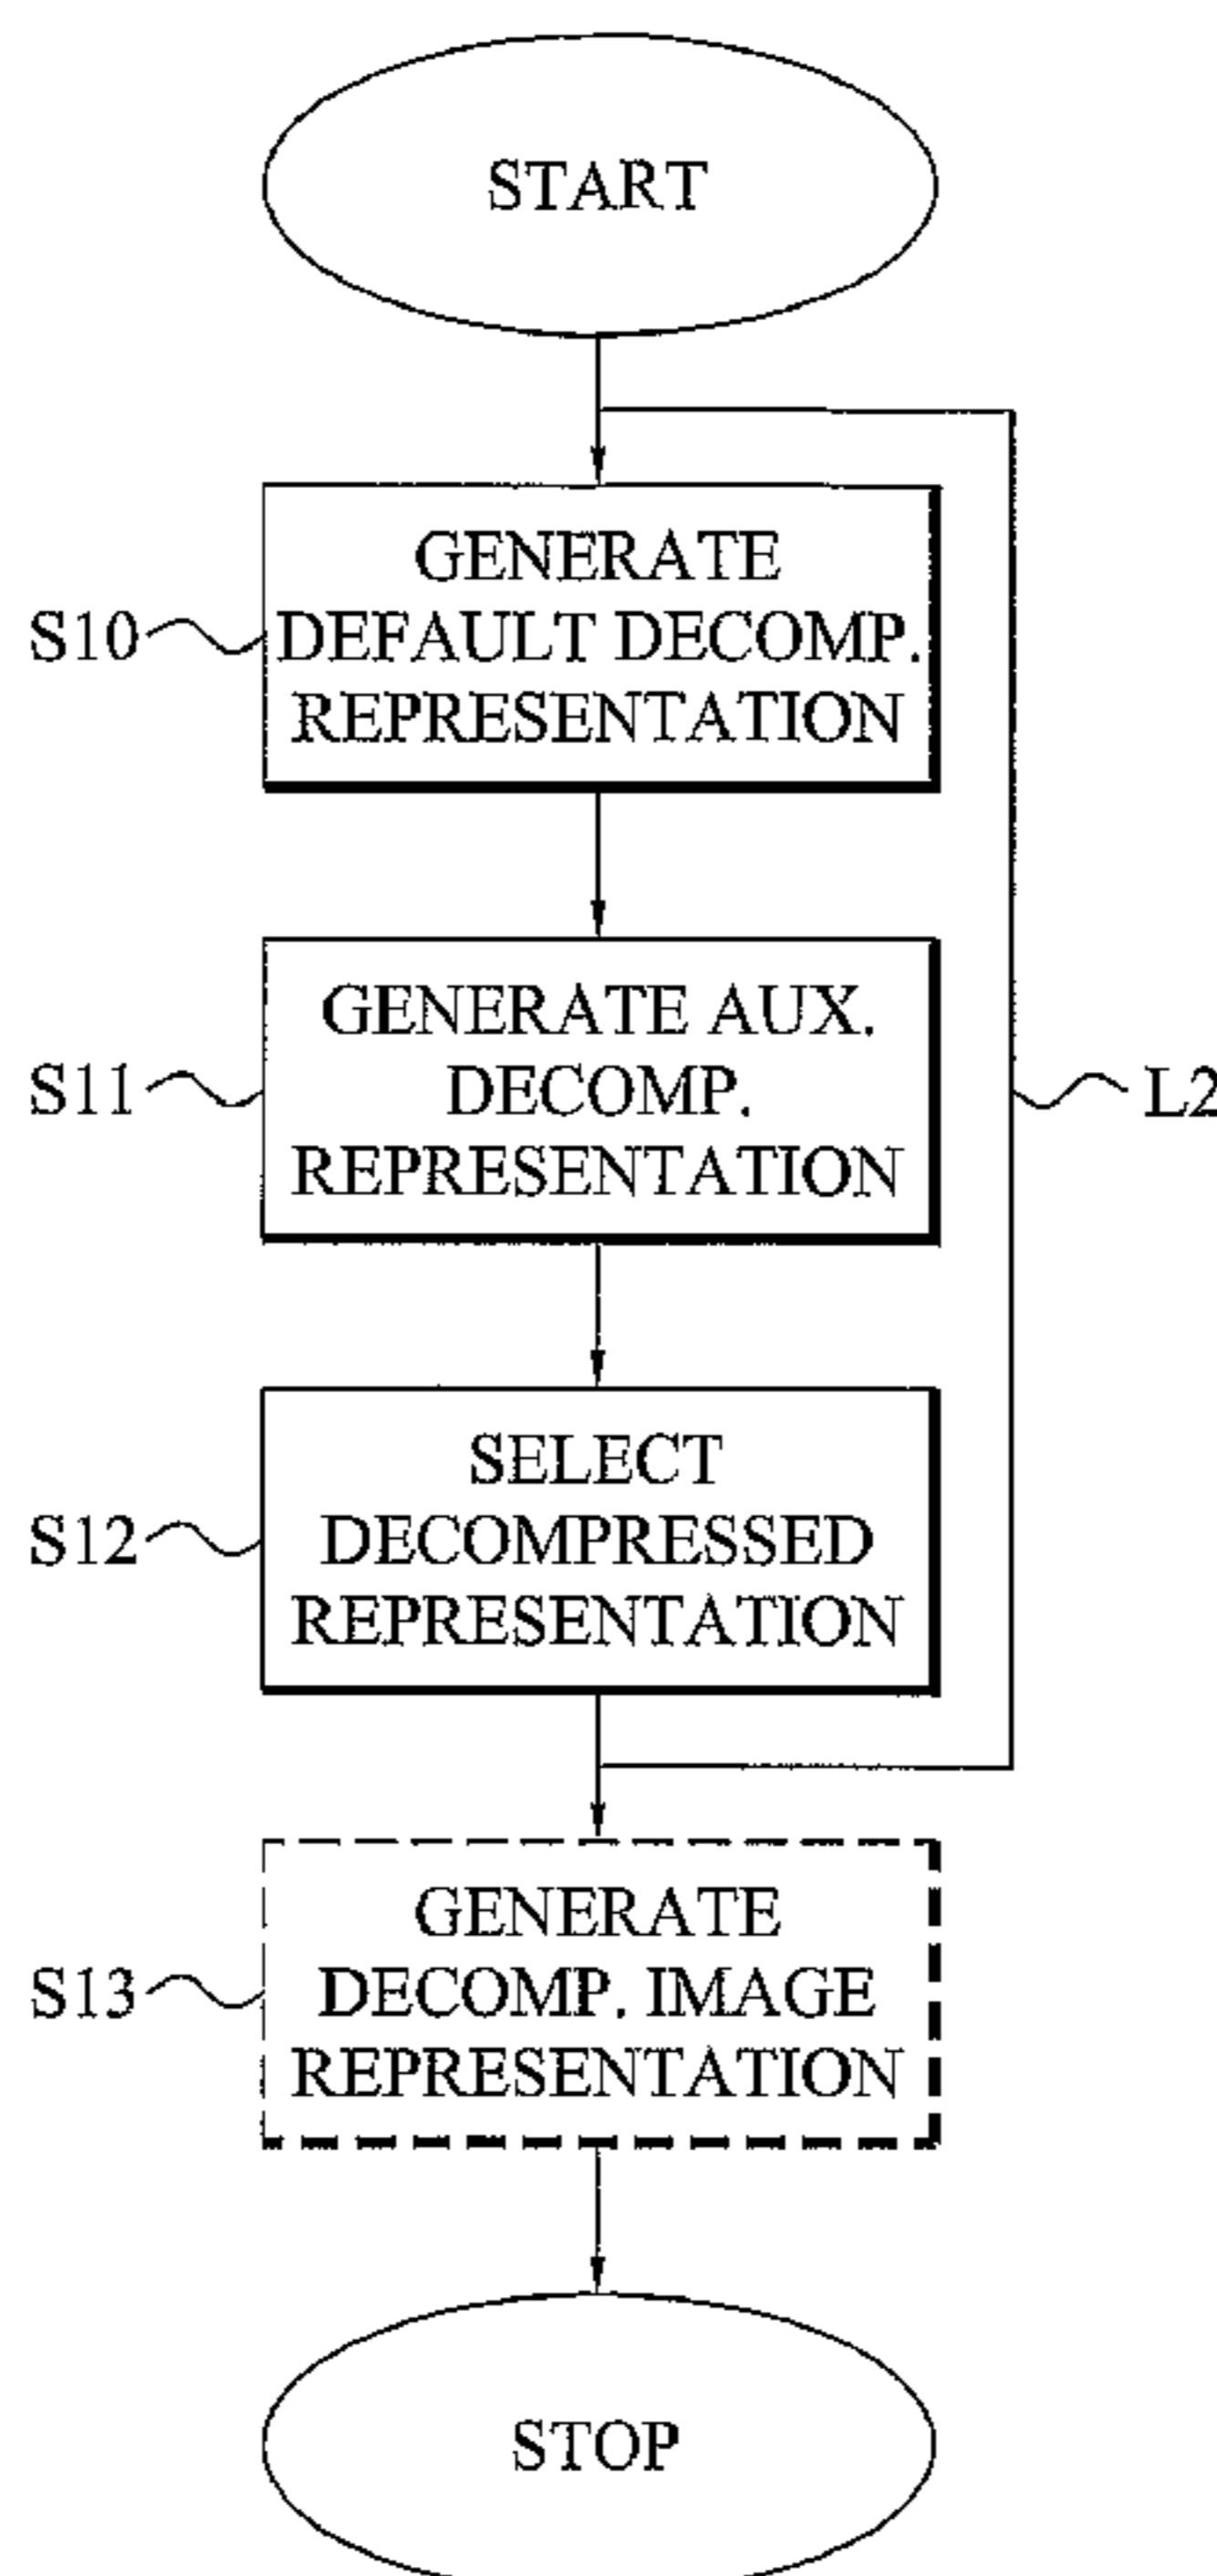 START
GENERATE
S10 DEFAULT DECOMP.
REPRESENTATION
GENERATE AUX.
S11 DECOMP. L2
REPRESENTATION
SELECT
S12 DECOMPRESSED
REPRESENTATION
GENERATE
S13 DECOMP. IMAGE
REPRESENTATION
STOP